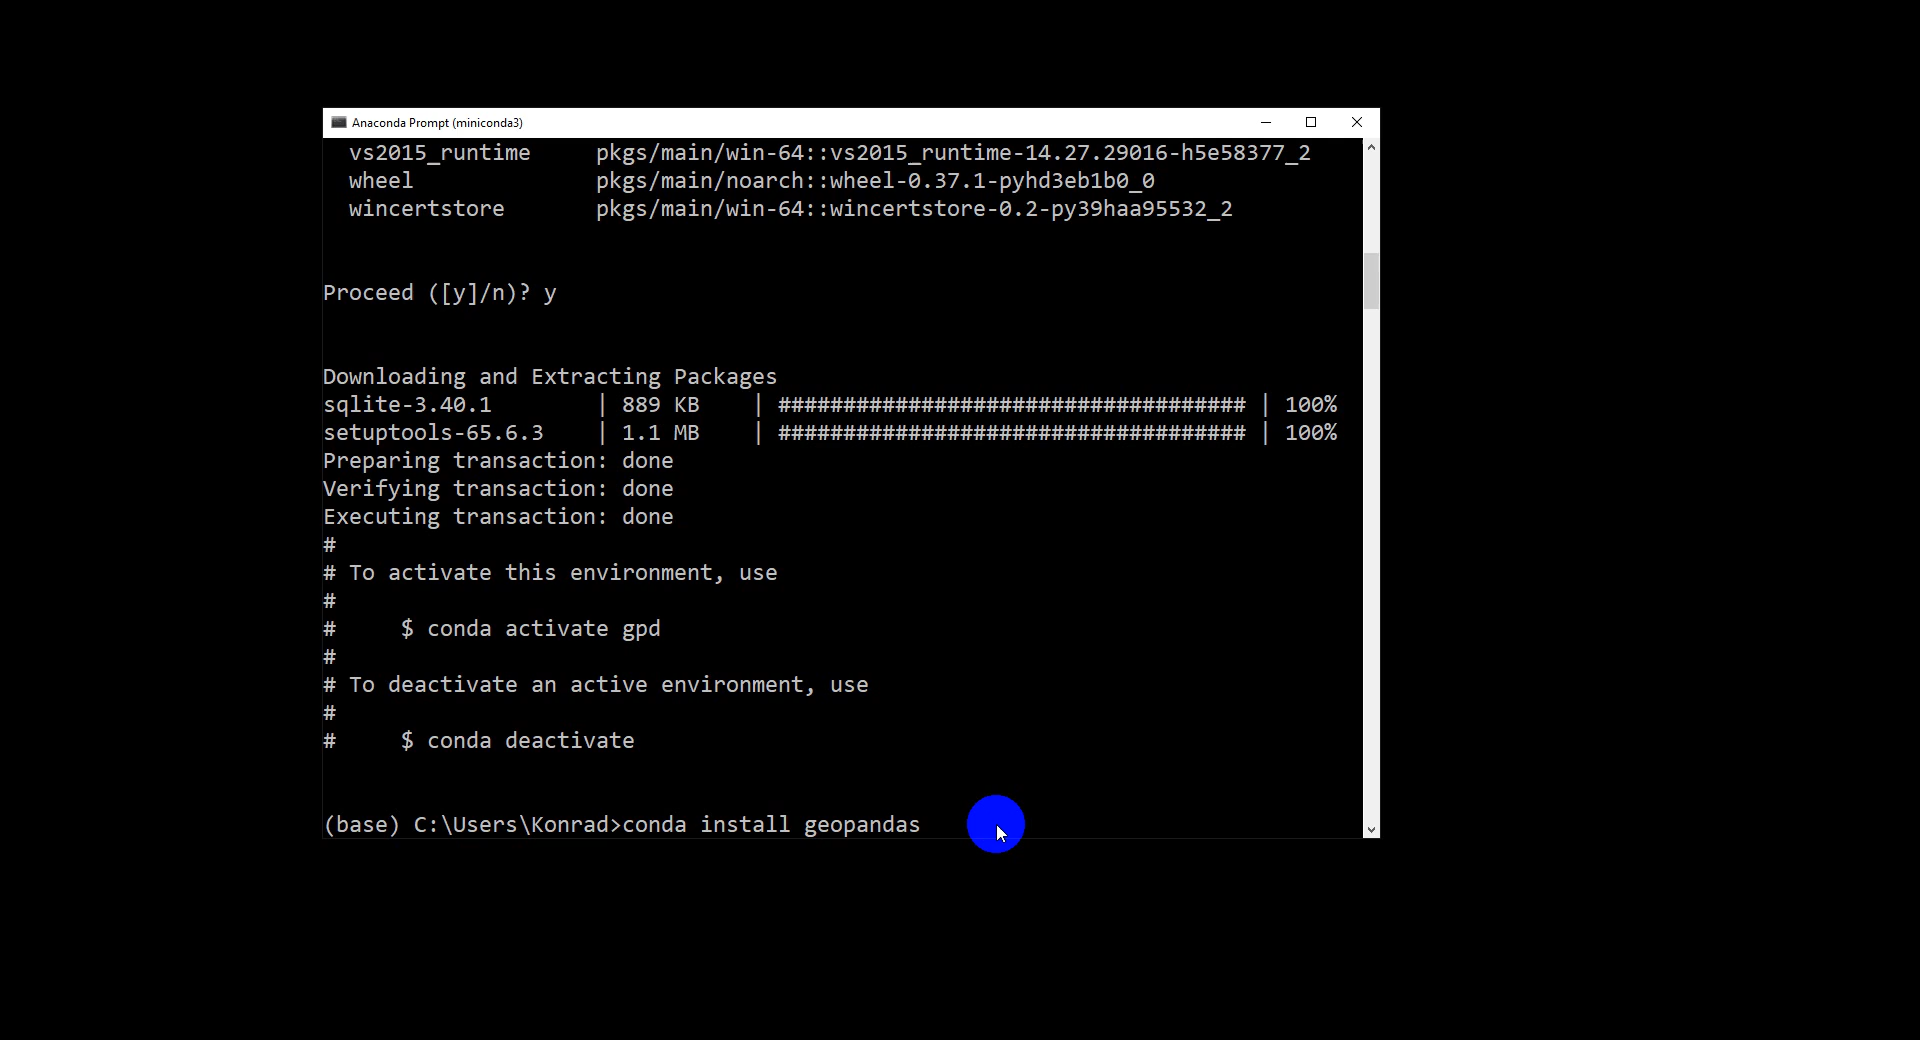 Anaconda Prompt (miniconda3)
vs2015_runtime pkgs/main/win-64::vs2015_runtime-14.27.29016-h5e58377_2
wheel pkgs/main/noarch::wheel-0.37.1-pyhd3eb1b0_0
wincertstore pkgs/main/win-64::wincertstore-0.2-py39haa95532_2
Proceed ([y]/n)? y
Downloading and Extracting Packages
sqlite-3.40.1 | 889 KB | #################################### | 100%
setuptools-65.6.3 | 1.1 MB | #################################### | 100%
Preparing transaction: done
Verifying transaction: done
Executing transaction: done
#
# To activate this environment, use
#
# $ conda activate gpd
#
# To deactivate an active environment, use
#
# $ conda deactivate
(base) C:\Users\Konrad>conda install geopandas